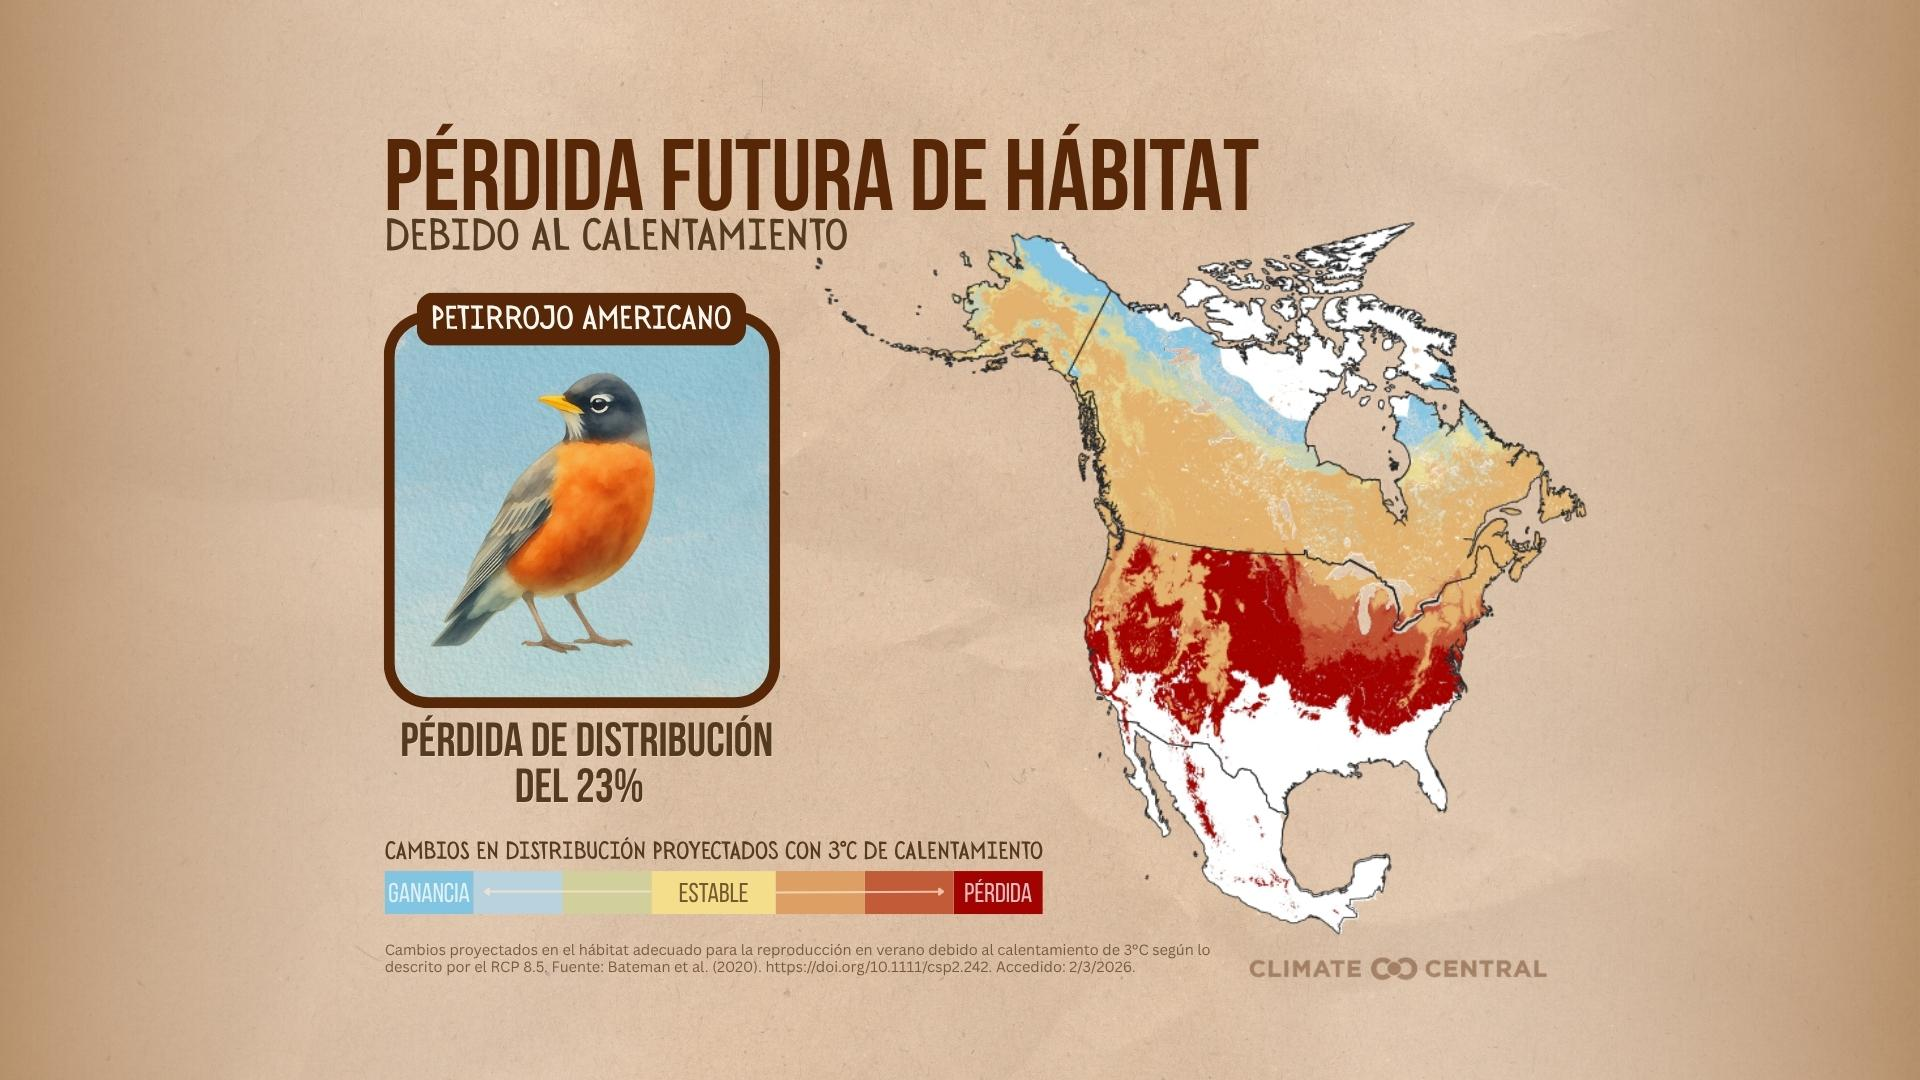 PÉRDIDA FUTURA DE HÁBITAT
DEBIDO AL CALENTAMIENTO
PETIRROJO AMERICANO
PÉRDIDA DE DISTRIBUCIÓN
DEL 23%
CAMBIOS EN DISTRIBUCIÓN PROYECTADOS CON 3°C DE CALENTAMIENTO
GANANCIA ESTABLE PÉRDIDA
Cambios proyectados en el hábitat adecuado para la reproducción en verano debido al calentamiento de 3°C según lo
descrito por el RCP 8.5. Fuente: Bateman et al. (2020). https://doi.org/10.1111/csp2.242. Accedido: 2/3/2026.
CLIMATE CENTRAL